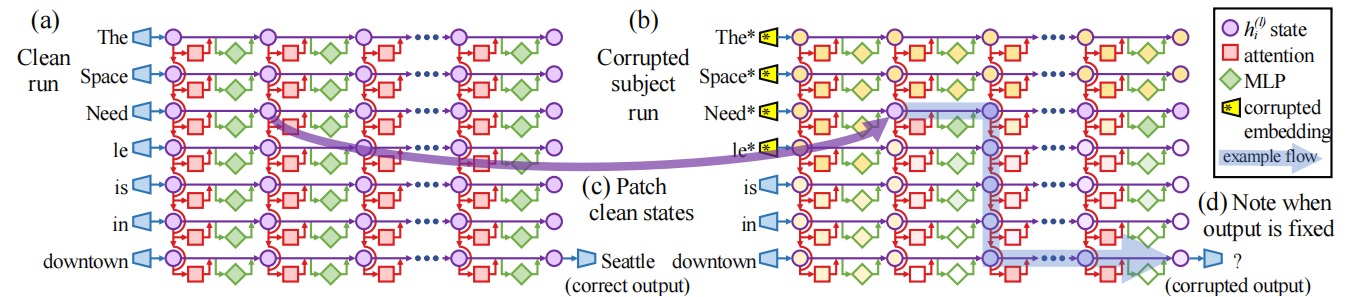 (a)
Clean
run
The
Space
Need
le
is
in
downtown
Seattle
(correct output)
(b)
Corrupted
subject
run
The*
Space*
Need*
le*
is
in
downtown
(c) Patch
clean states
?
(corrupted output)
(d) Note when
output is fixed
h_i^{(l)} state
attention
MLP
corrupted
embedding
example flow